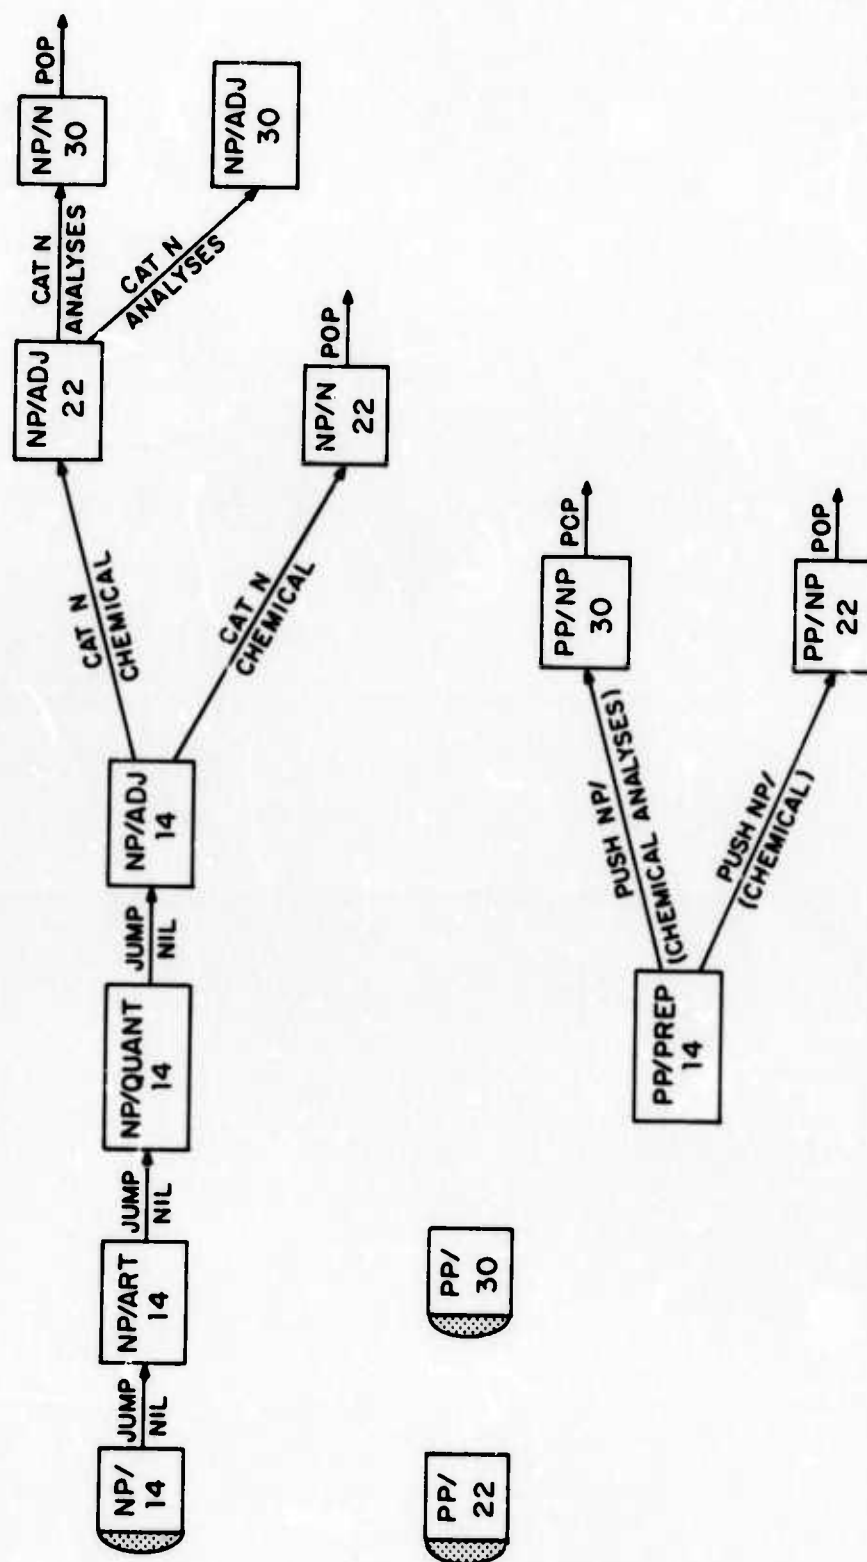 NP/
14
JUMP
NIL
NP/ART
14
JUMP
NIL
NP/QUANT
14
JUMP
NIL
NP/ADJ
14
CAT N
CHEMICAL
NP/ADJ
22
CAT N
ANALYSES
NP/N
30
POP
CAT N
ANALYSES
NP/ADJ
30
CAT N
CHEMICAL
NP/N
22
POP
PP/
22
PP/
30
PP/PREP
14
PUSH NP/
(CHEMICAL ANALYSES)
PP/NP
30
POP
PUSH NP/
(CHEMICAL)
PP/NP
22
POP